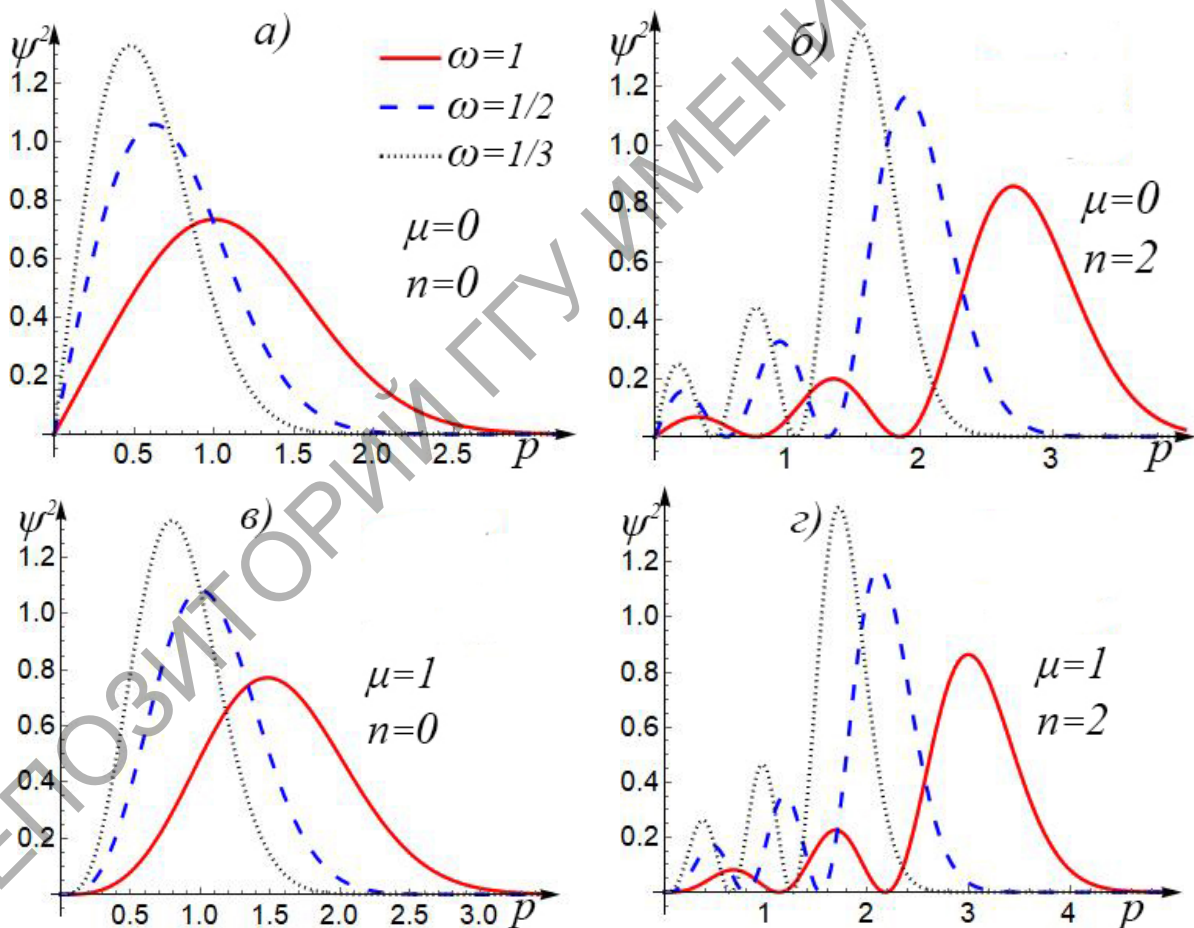 а)
ψ²
1.2
1.0
0.8
0.6
0.4
0.2
0.5 1.0 1.5 2.0 2.5 p
ω=1
ω=1/2
ω=1/3
μ=0
n=0
б)
ψ²
1.2
1.0
0.8
0.6
0.4
0.2
1 2 3 p
μ=0
n=2
в)
ψ²
1.2
1.0
0.8
0.6
0.4
0.2
0.5 1.0 1.5 2.0 2.5 3.0 p
μ=1
n=0
г)
ψ²
1.2
1.0
0.8
0.6
0.4
0.2
1 2 3 4 p
μ=1
n=2
РЕПОЗИТОРИЙ ГГУ ИМЕНИ